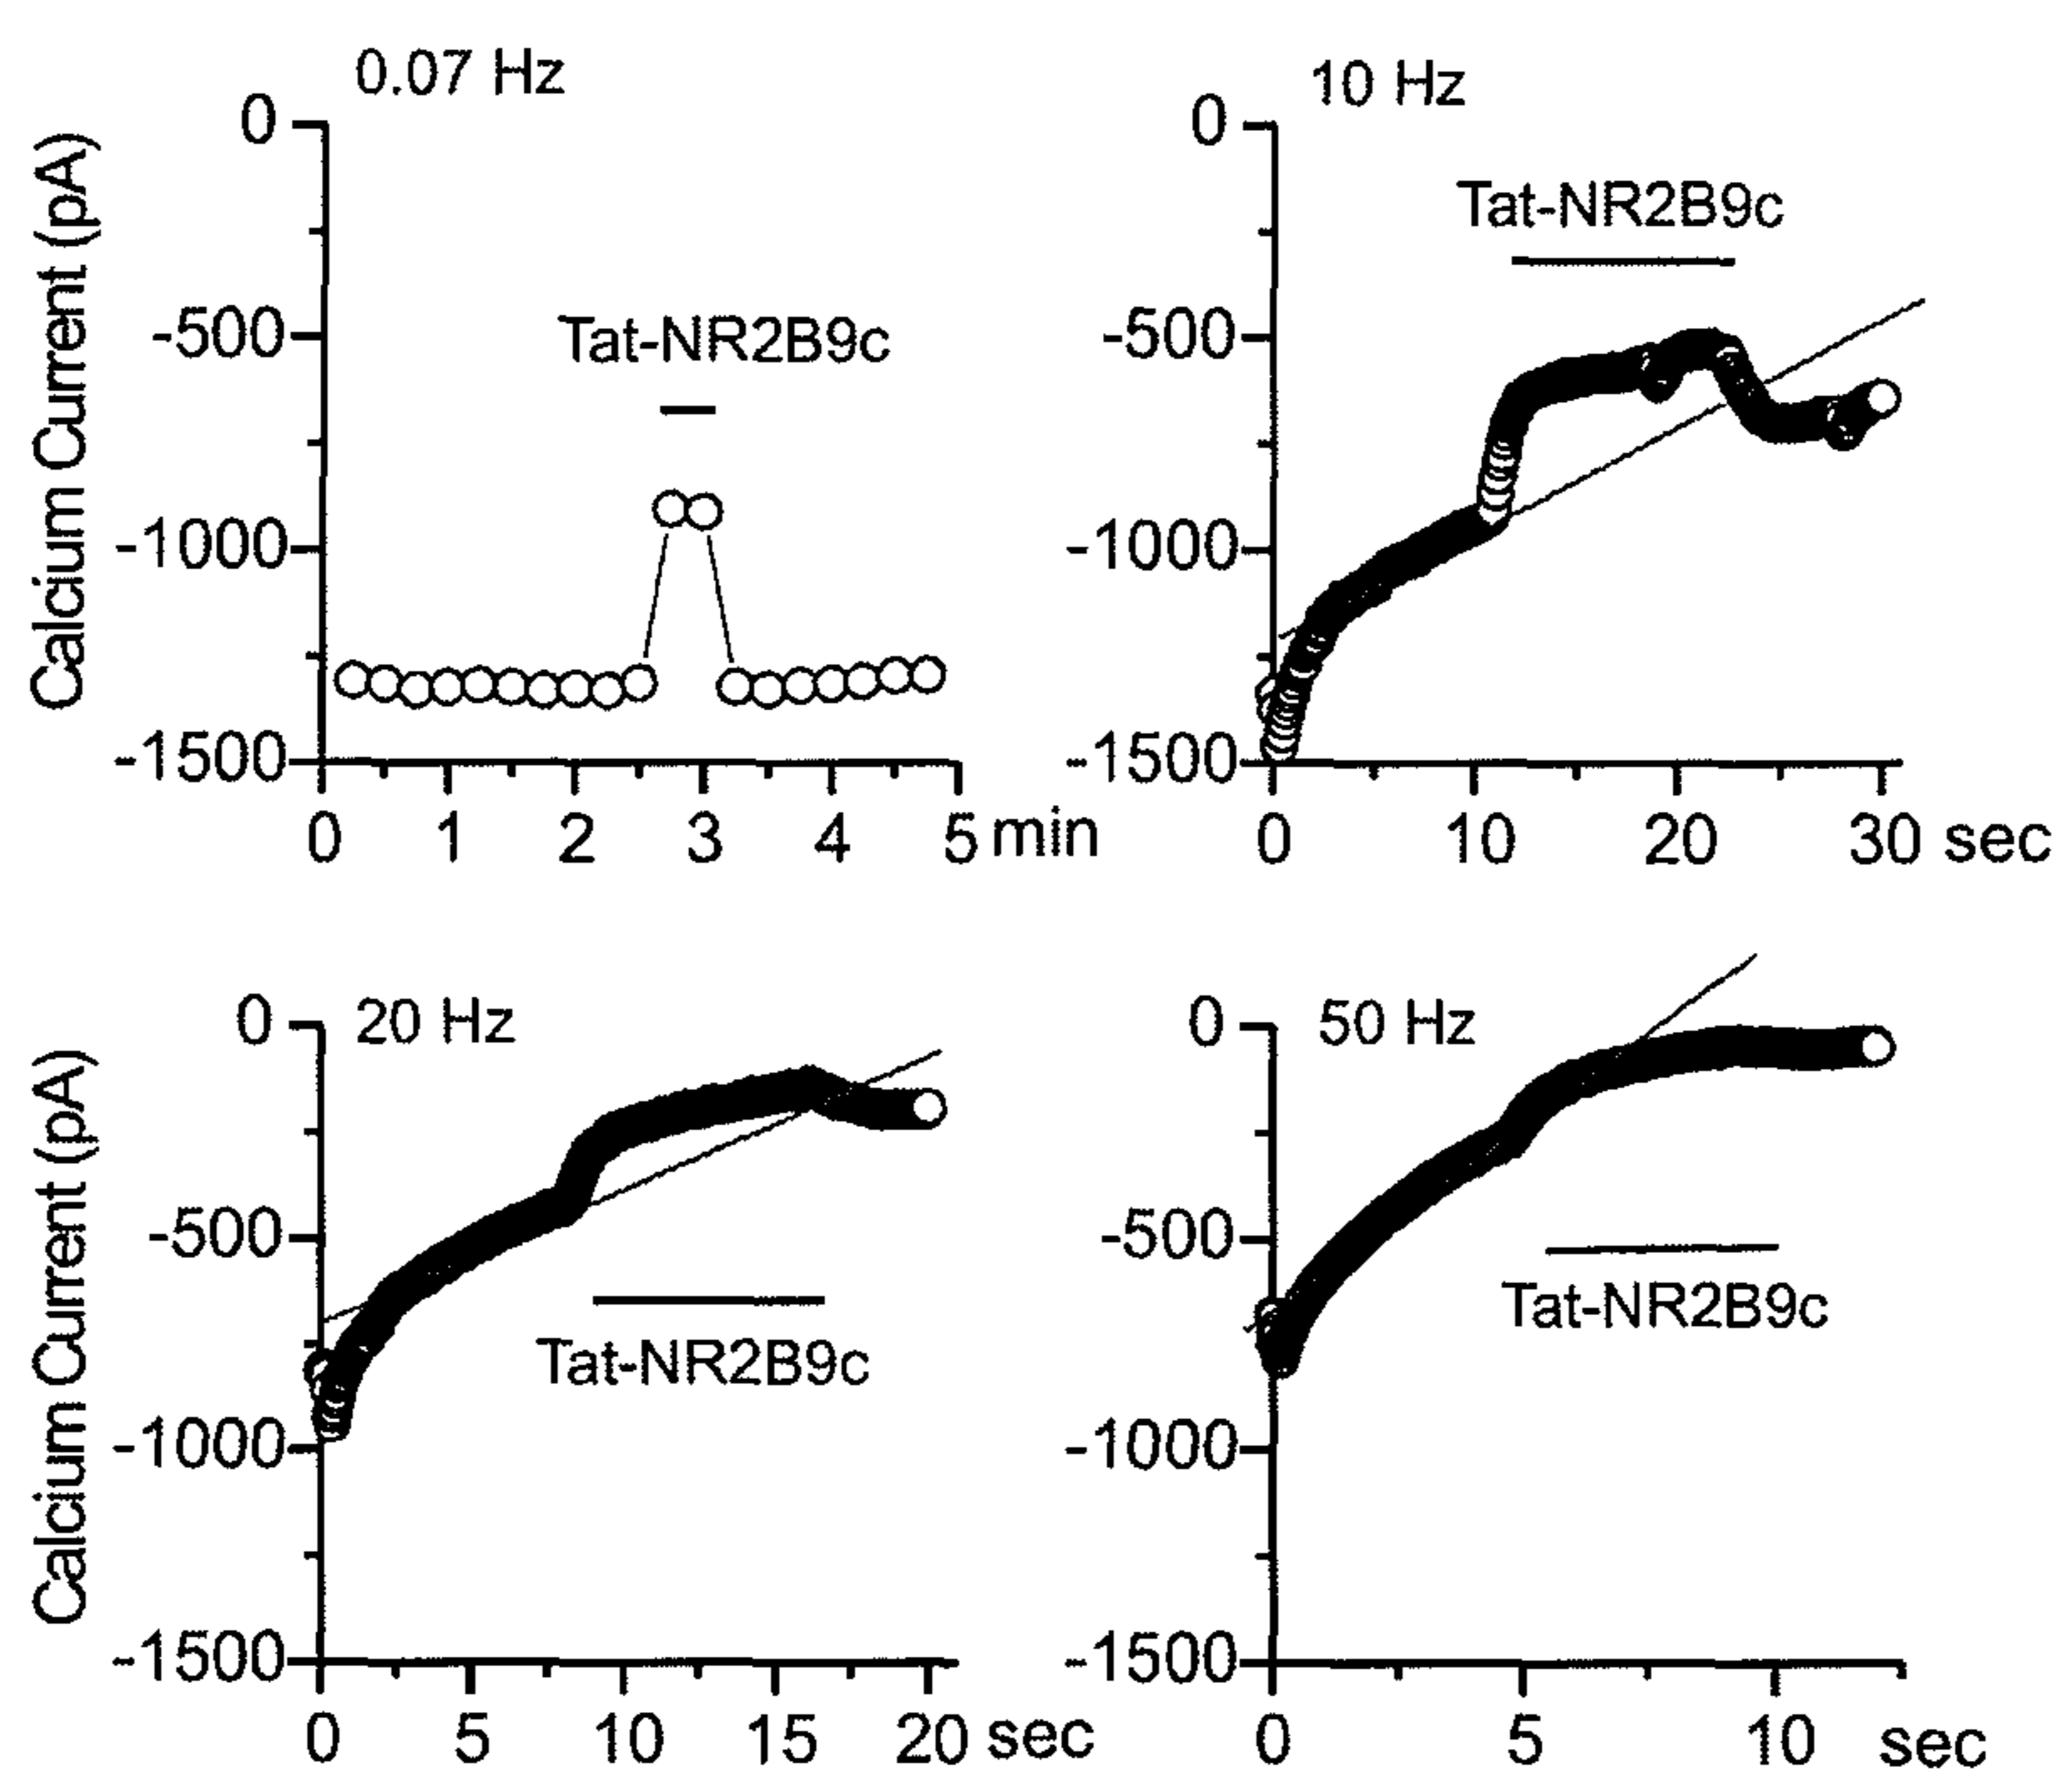 0.07 Hz
Calcium Current (pA)
0
-500
-1000
-1500
Tat-NR2B9c
0 1 2 3 4 5 min
10 Hz
0
-500
-1000
-1500
Tat-NR2B9c
0 10 20 30 sec
20 Hz
Calcium Current (pA)
0
-500
-1000
-1500
Tat-NR2B9c
0 5 10 15 20 sec
50 Hz
0
-500
-1000
-1500
Tat-NR2B9c
0 5 10 sec